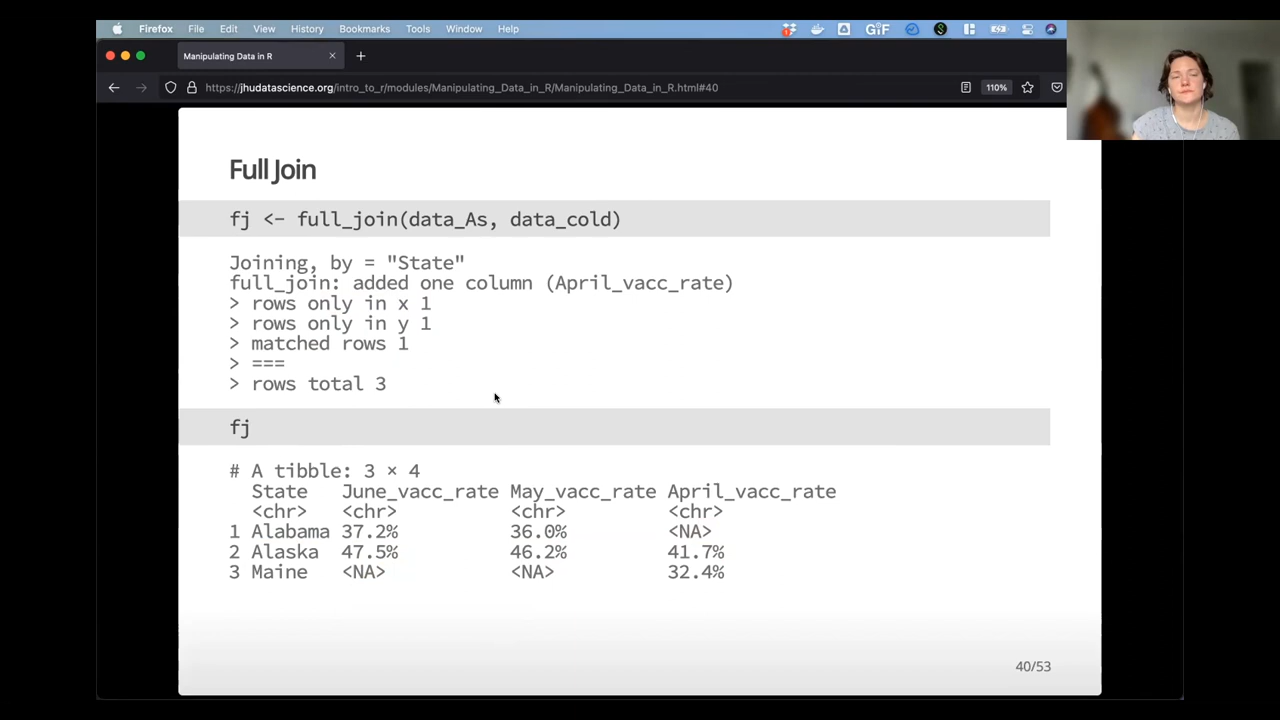 Firefox File Edit View History Bookmarks Tools Window Help
GiF
Manipulating Data in R
https://jhudatascience.org/intro_to_r/modules/Manipulating_Data_in_R/Manipulating_Data_in_R.html#40
110%
Full Join
fj <- full_join(data_As, data_cold)
Joining, by = "State"
full_join: added one column (April_vacc_rate)
> rows only in x 1
> rows only in y 1
> matched rows 1
> ===
> rows total 3
fj
# A tibble: 3 × 4
State June_vacc_rate May_vacc_rate April_vacc_rate
<chr> <chr> <chr> <chr>
1 Alabama 37.2% 36.0% <NA>
2 Alaska 47.5% 46.2% 41.7%
3 Maine <NA> <NA> 32.4%
40/53